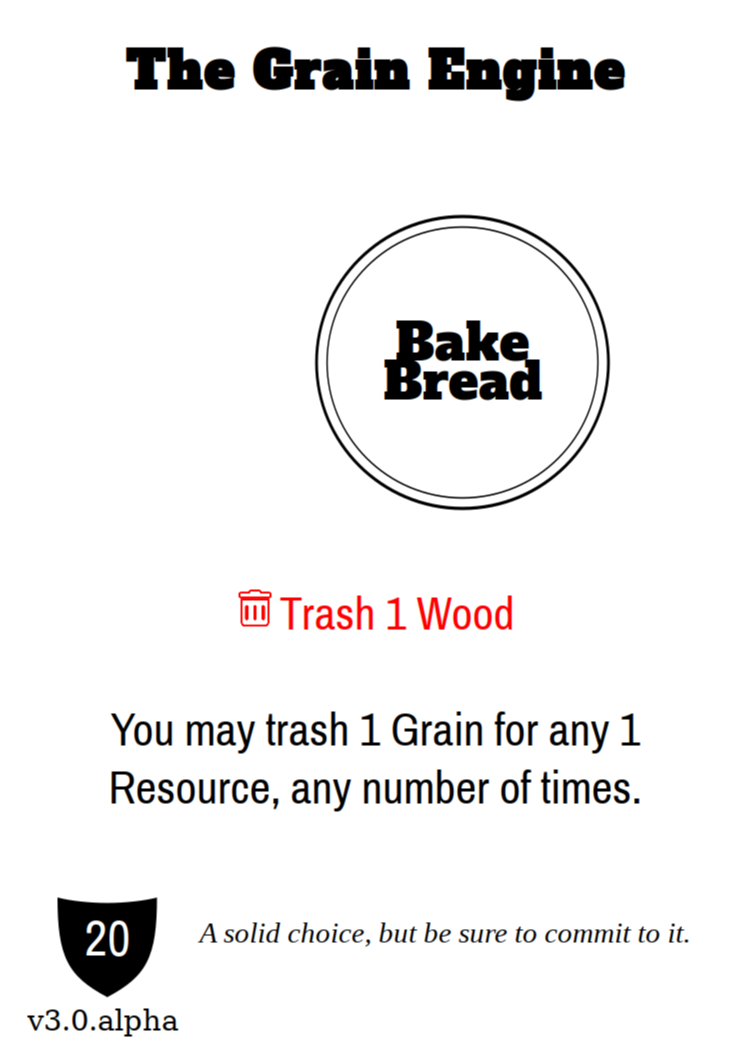 The Grain Engine
Bake
Bread
Trash 1 Wood
You may trash 1 Grain for any 1
Resource, any number of times.
20
A solid choice, but be sure to commit to it.
v3.0.alpha